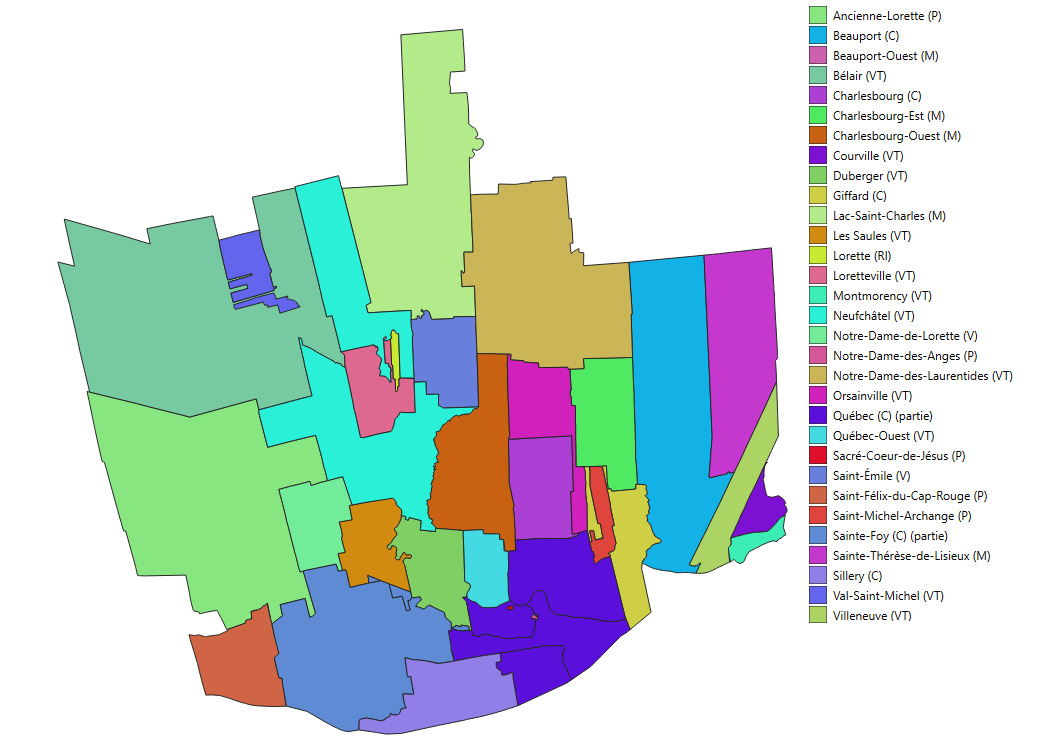 Ancienne-Lorette (P)
Beauport (C)
Beauport-Ouest (M)
Bélair (VT)
Charlesbourg (C)
Charlesbourg-Est (M)
Charlesbourg-Ouest (M)
Courville (VT)
Duberger (VT)
Giffard (C)
Lac-Saint-Charles (M)
Les Saules (VT)
Lorette (RI)
Loretteville (VT)
Montmorency (VT)
Neufchâtel (VT)
Notre-Dame-de-Lorette (V)
Notre-Dame-des-Anges (P)
Notre-Dame-des-Laurentides (VT)
Orsainville (VT)
Québec (C) (partie)
Québec-Ouest (VT)
Sacré-Coeur-de-Jésus (P)
Saint-Émile (V)
Saint-Félix-du-Cap-Rouge (P)
Saint-Michel-Archange (P)
Sainte-Foy (C) (partie)
Sainte-Thérèse-de-Lisieux (M)
Sillery (C)
Val-Saint-Michel (VT)
Villeneuve (VT)